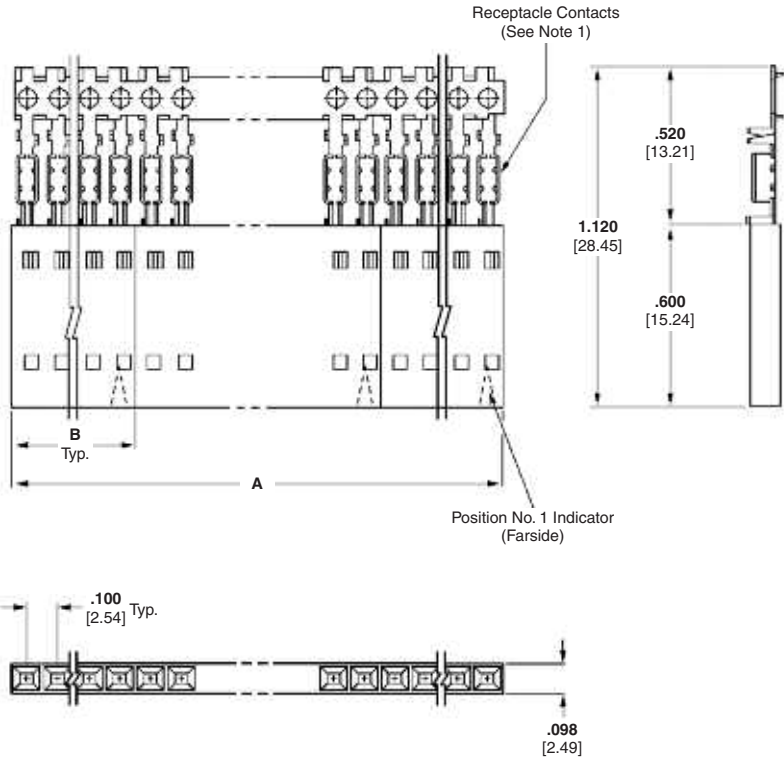 Receptacle Contacts
(See Note 1)
.520
[13.21]
1.120
[28.45]
.600
[15.24]
B
Typ.
A
Position No. 1 Indicator
(Farside)
.100
[2.54] Typ.
.098
[2.49]